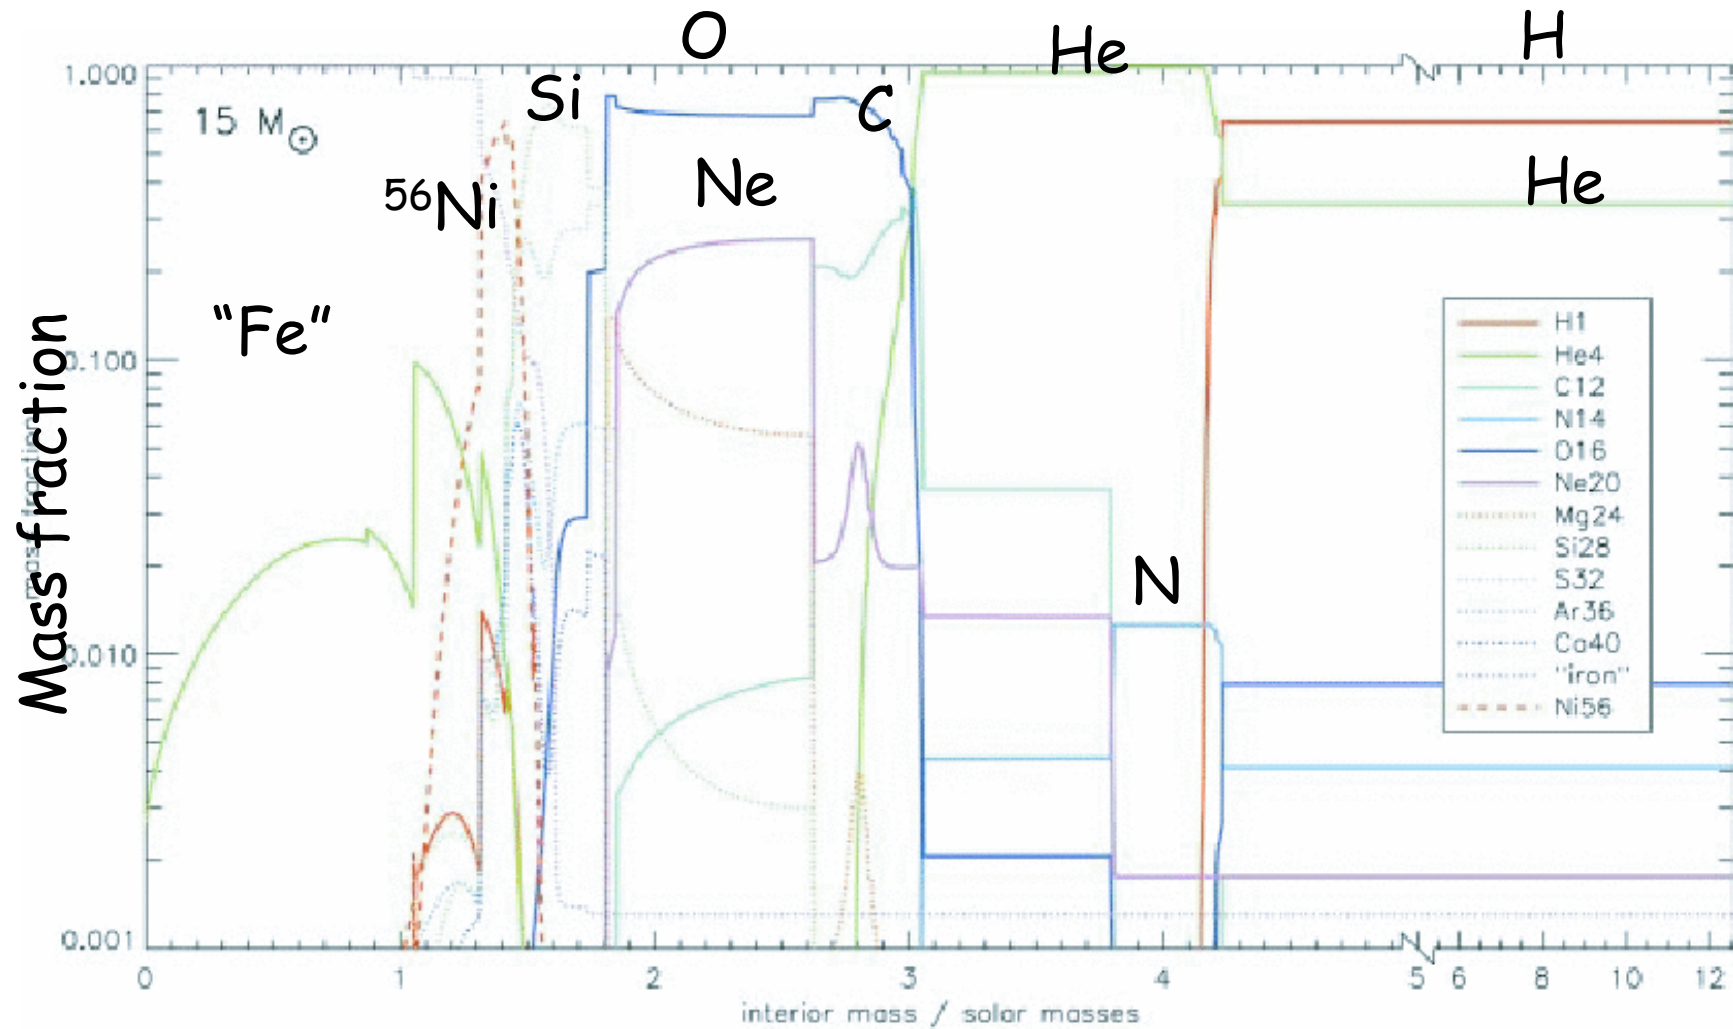 O He H
1.000
Si
C
15 M☉
56Ni
Ne
He
"Fe"
0.100
Mass fraction
mass fraction
H1
He4
C12
N14
O16
Ne20
Mg24
Si28
S32
Ar36
Ca40
"iron"
Ni56
N
0.010
0.001
0 1 2 3 4 5 6 8 10 12
interior mass / solar masses